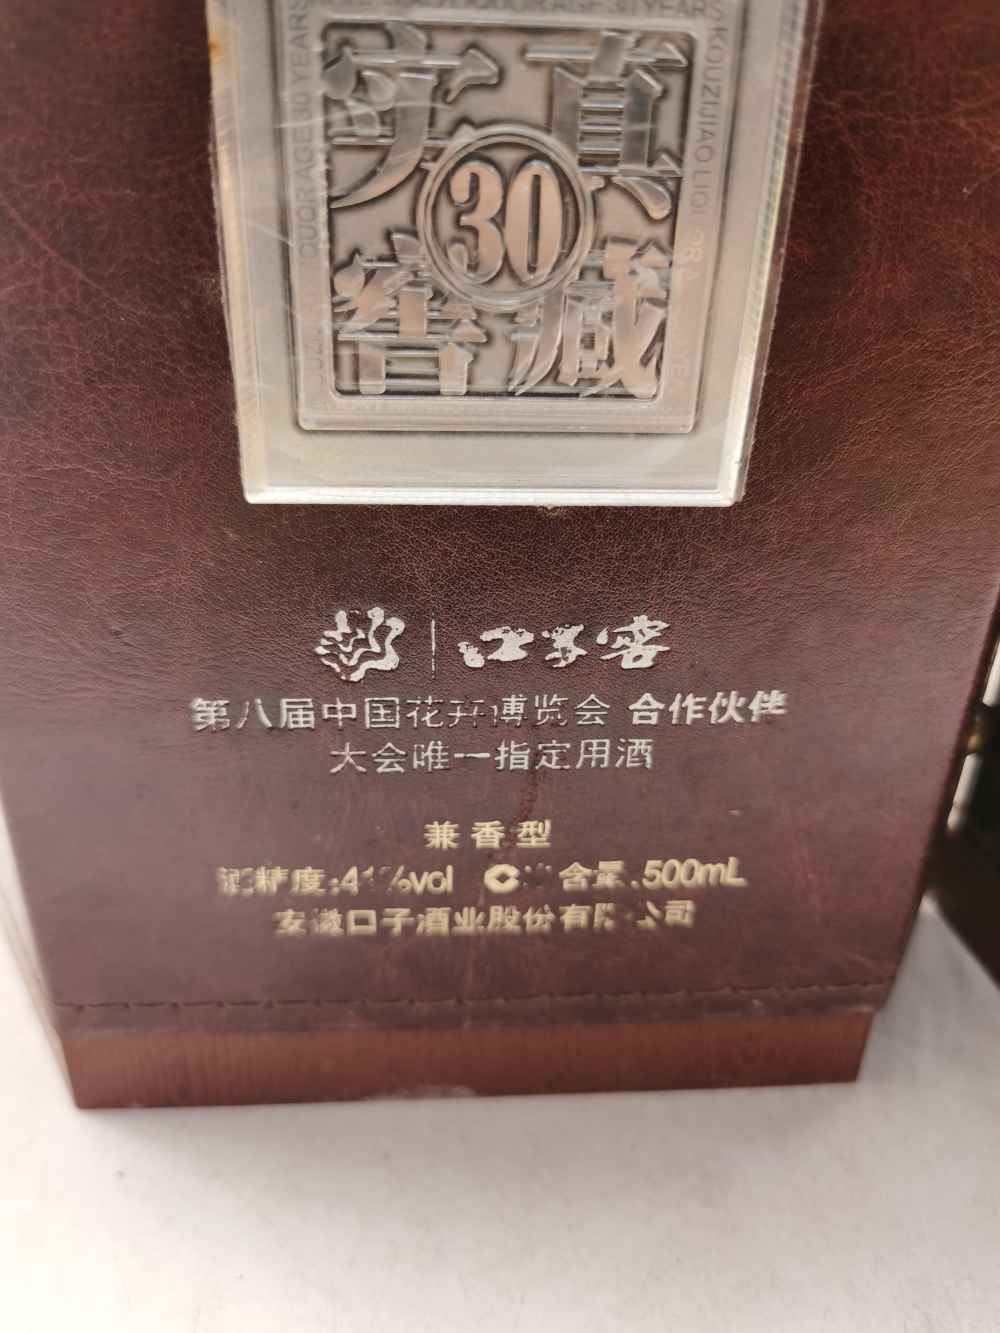 真 实
30
藏 窖
口子窖
第八届中国花卉博览会 合作伙伴
大会唯一指定用酒
兼香型
酒精度:41%vol 含量:500mL
安徽口子酒业股份有限公司